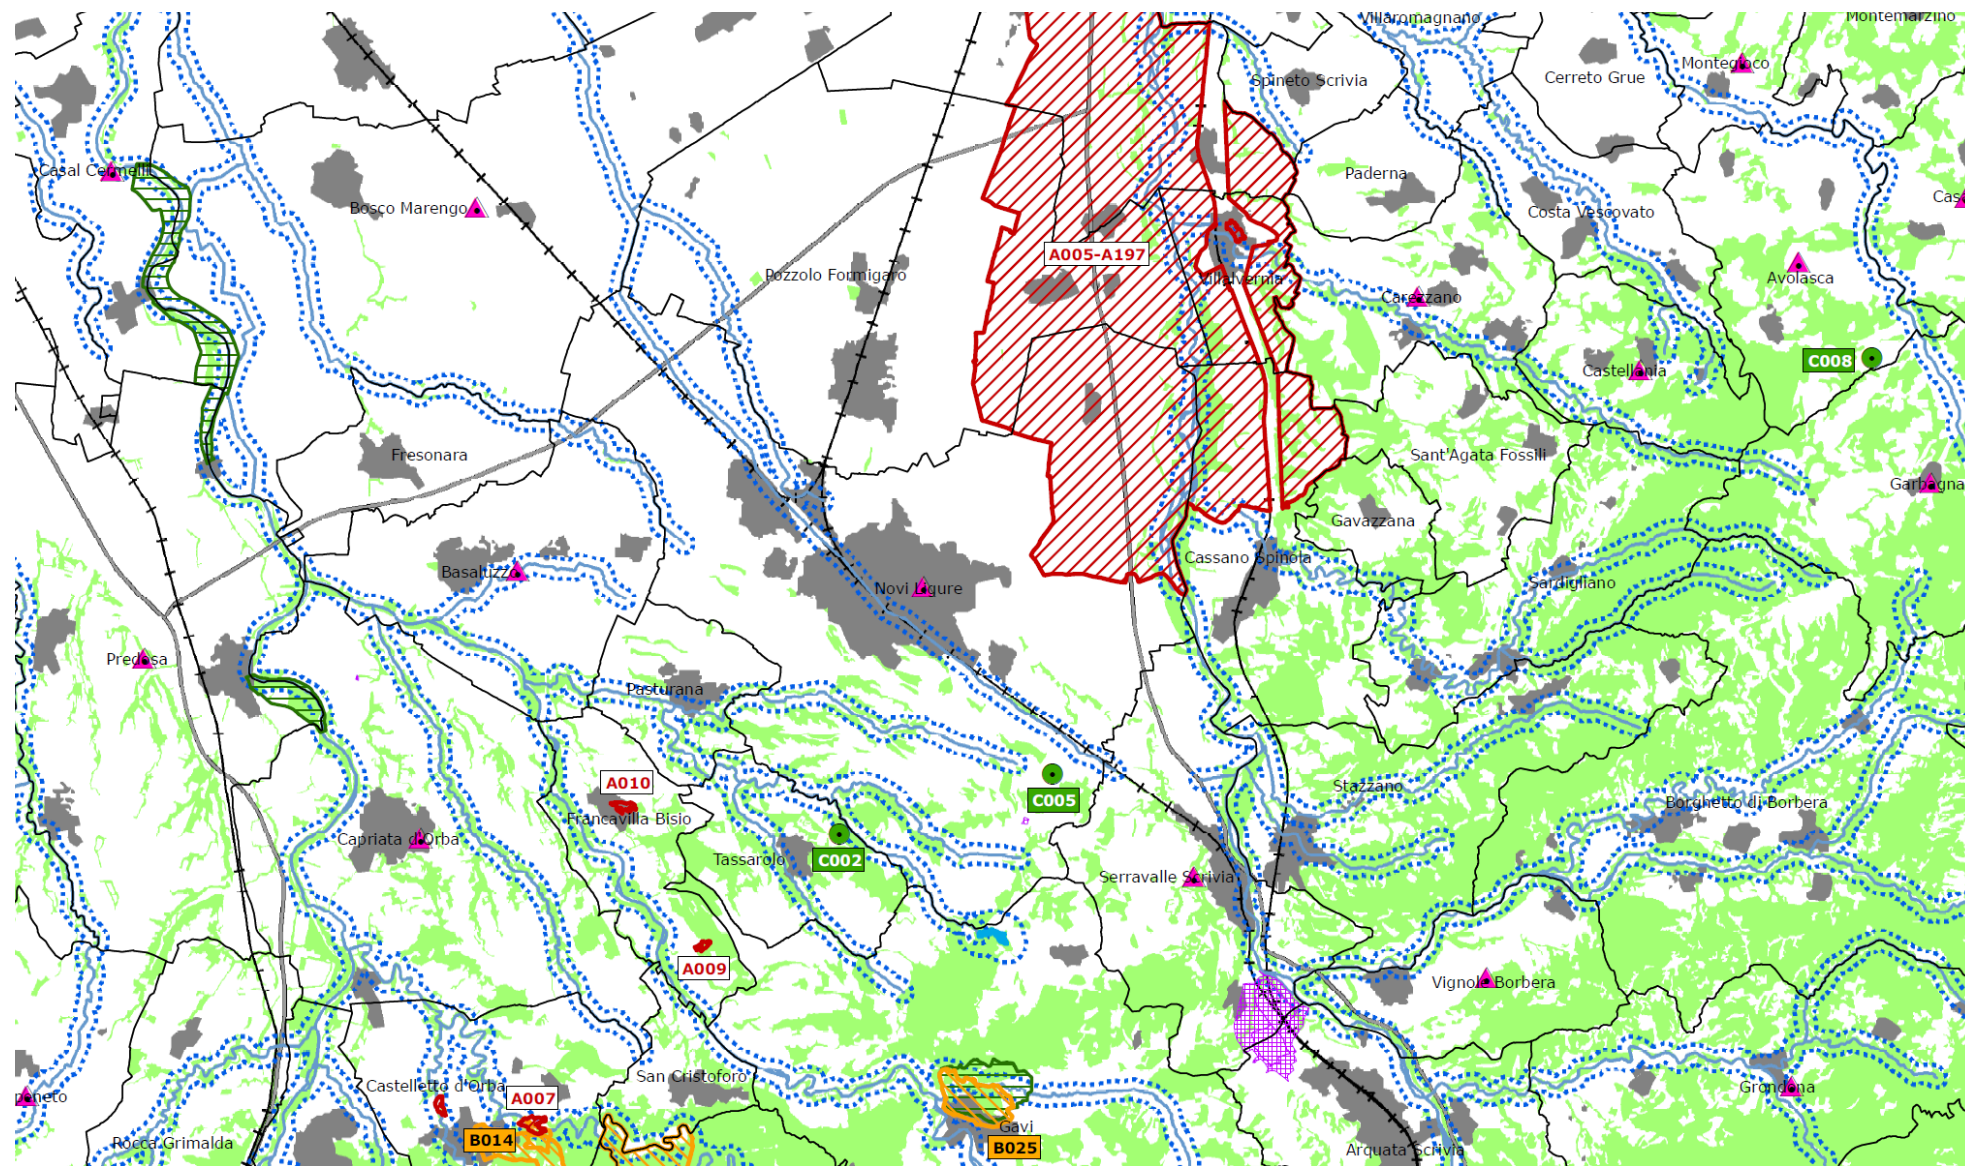 Villaromagnano
Montemarzino
Montegioco
Cerreto Grue
Spineto Scrivia
Casal Cermelli
Paderna
Bosco Marengo
Costa Vescovato
A005-A197
Pozzolo Formigaro
Villalvernia
Avolasca
Carezzano
C008
Castellania
Fresonara
Sant'Agata Fossili
Garbagna
Gavazzana
Cassano Spinola
Basaluzzo
Sardigliano
Novi Ligure
Predosa
Pasturana
A010
Stazzano
C005
Borghetto di Borbera
Francavilla Bisio
Capriata d'Orba
Tassarolo
C002
Serravalle Scrivia
A009
Vignole Borbera
San Cristoforo
Castelletto d'Orba
Grondona
A007
Gavi
Rocca Grimalda
B014
B025
Arquata Scrivia